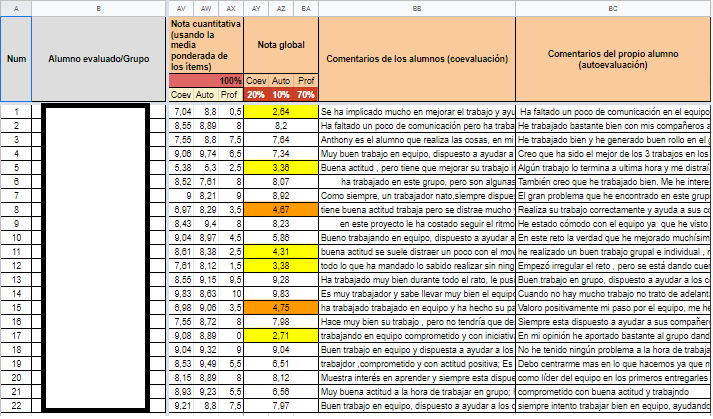 A B AV AW AX AY AZ BA BB BC
Num Alumno evaluado/Grupo Nota cuantitativa (usando la media ponderada de los ítems) Nota global Comentarios de los alumnos (coevaluación) Comentarios del propio alumno (autoevaluación)
100% Coev Auto Prof
Coev Auto Prof 20% 10% 70%
1 7,04 8,8 0,5 2,64 Se ha implicado mucho en mejorar el trabajo y ayu Ha faltado un poco de comunicación en el equipo
2 8,55 8,89 8 8,2 Ha faltado un poco de comunicación pero ha traba He trabajado bastante bien con mis compañeros a
3 7,55 8,8 7,5 7,64 Anthony es el alumno que realiza las cosas, en mi He trabajado bien y he generado buen rollo en el g
4 9,06 9,74 6,5 7,34 Muy buen trabajo en equipo, dispuesto a ayudar a Creo que ha sido el mejor de los 3 trabajos en los
5 5,38 5,3 2,5 3,36 Buena actitud , pero tiene que mejorar su trabajo i Algún trabajo lo termina a ultima hora y me distraí
6 8,52 7,61 8 8,07 ha trabajado en este grupo, pero son algunas También creo que he trabajado bien. Me he intere
7 9 8,21 9 8,92 Como siempre, un trabajador nato,siempre dispue El gran problema que he encontrado en este grup
8 6,97 8,29 3,5 4,67 tiene buena actitud trabaja pero se distrae mucho Realiza su trabajo correctamente y ayuda a sus co
9 8,43 9,4 8 8,23 en este proyecto le ha costado seguir el ritmo He estado cómodo con el equipo ya que he visto
10 9,04 8,97 4,5 5,86 Bueno trabajando en equipo, dispuesto a ayudar a En este reto la verdad que he mejorado muchísim
11 8,61 8,38 2,5 4,31 buena actitud se suele distraer un poco con el mov he realizado un buen trabajo grupal e individual , r
12 7,61 8,12 1,5 3,38 todo lo que ha mandado lo sabido realizar sin ning Empezó irregular el reto , pero se está dando cuer
13 8,55 9,15 9,5 9,28 Ha trabajado muy bien durante todo el rato, le pusi Buen trabajo en grupo, dispuesto a ayudar a los co
14 9,83 8,63 10 9,83 Es muy trabajador y sabe llevar muy bien el equipo Cuando no hay mucho trabajo no trato de adelant
15 6,98 9,06 3,5 4,75 ha trabajado trabajado en equipo y ha hecho su pa Valoro positivamente mi paso por el equipo, me he
16 7,55 8,72 8 7,98 Hace muy bien su trabajo , pero no tendría que de Siempre esta dispuesto a ayudar a sus compañero
17 9,08 8,89 0 2,71 trabajando en equipo comprometido y con iniciativ En mi opinión he aportado bastante al grupo dand
18 9,04 9,32 9 9,04 Buen trabajo en equipo y dispuesta a ayudar a los No he tenido ningún problema a la hora de trabaja
19 8,53 9,49 5,5 6,51 trabajdor ,comprometido y con actitud positiva; Es Debo centrarme mas en lo que hacemos ya que m
20 8,15 8,89 8 8,12 Muestra interés en aprender y siempre esta dispue como líder del equipo en los primeros entregarles
21 8,93 9,23 5,5 6,56 Muy buena actitud a la hora de trabajar en grupo; comprometido y trabajndo
22 9,21 8,8 7,5 7,97 Buen trabajo en equipo, dispuesto a ayudar a los c siempre intento trabajar bien en equipo, ayudando